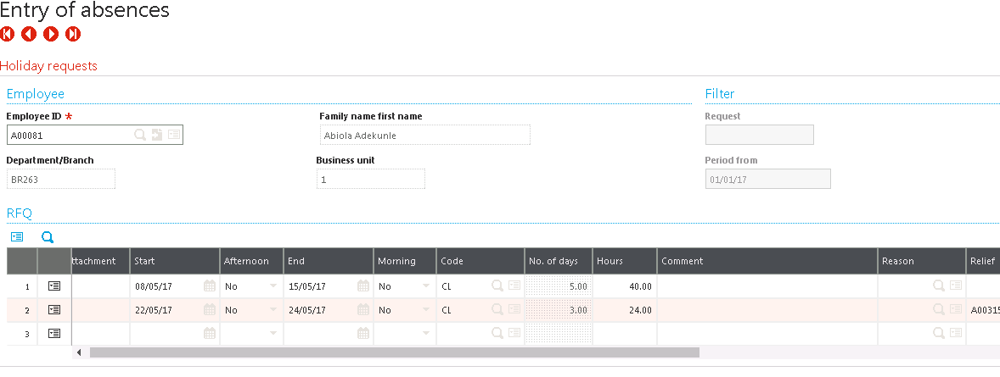 Entry of absences
Holiday requests
Employee Filter
Employee ID * Family name first name Request
A00081 Abiola Adekunle
Department/Branch Business unit Period from
BR263 1 01/01/17
RFQ
ttachment Start Afternoon End Morning Code No. of days Hours Comment Reason Relief
1 08/05/17 No 15/05/17 No CL 5.00 40.00
2 22/05/17 No 24/05/17 No CL 3.00 24.00 A00315
3